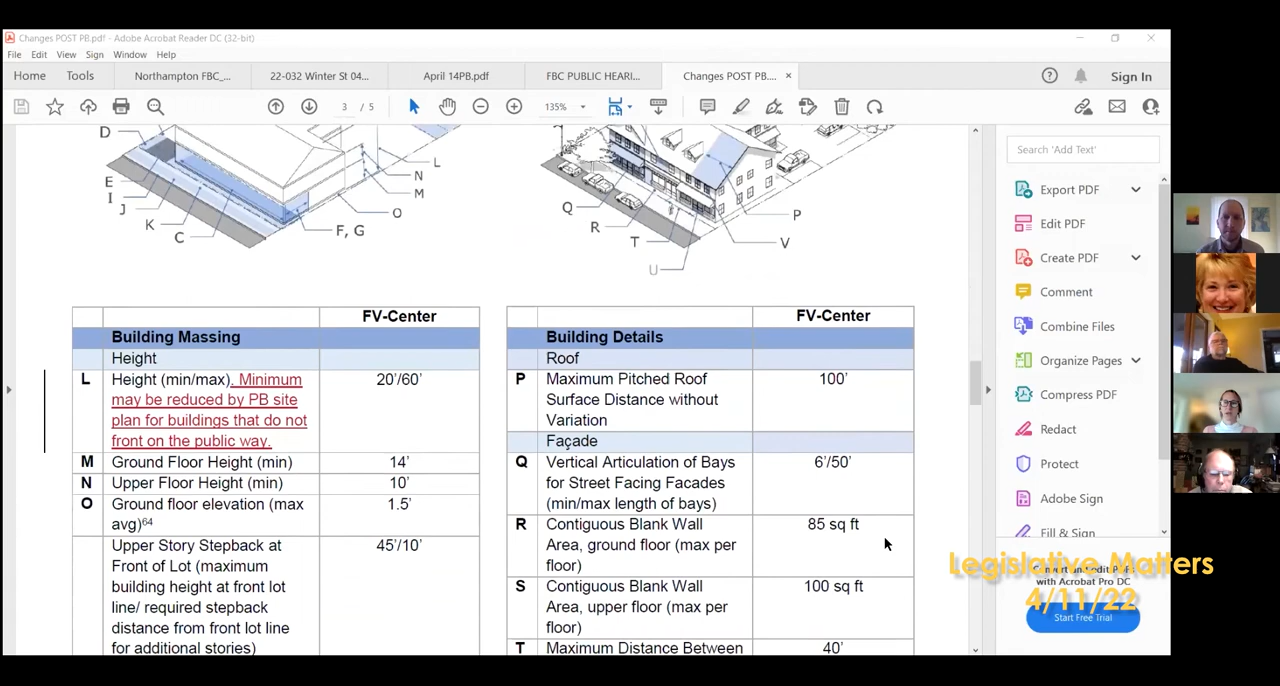 Changes POST PB.pdf - Adobe Acrobat Reader DC (32-bit)
File Edit View Sign Window Help
Home Tools Northampton FBC_... 22-032 Winter St 04... April 14PB.pdf FBC PUBLIC HEARI... Changes POST PB.... × Sign In
3 / 5 135%
D
E
I
J
K
C
L
N
M
O
F, G
Q
R
T
U
P
V
FV-Center
Building Massing
Height
L Height (min/max). Minimum 20'/60'
may be reduced by PB site
plan for buildings that do not
front on the public way.
M Ground Floor Height (min) 14'
N Upper Floor Height (min) 10'
O Ground floor elevation (max 1.5'
avg)64
Upper Story Stepback at 45'/10'
Front of Lot (maximum
building height at front lot
line/ required stepback
distance from front lot line
for additional stories)
FV-Center
Building Details
Roof
P Maximum Pitched Roof 100'
Surface Distance without
Variation
Façade
Q Vertical Articulation of Bays 6'/50'
for Street Facing Facades
(min/max length of bays)
R Contiguous Blank Wall 85 sq ft
Area, ground floor (max per
floor)
S Contiguous Blank Wall 100 sq ft
Area, upper floor (max per
floor)
T Maximum Distance Between 40'
Search 'Add Text'
Export PDF
Edit PDF
Create PDF
Comment
Combine Files
Organize Pages
Compress PDF
Redact
Protect
Adobe Sign
Fill & Sign
with Acrobat Pro DC
Start Free Trial
Legislative Matters
4/11/22